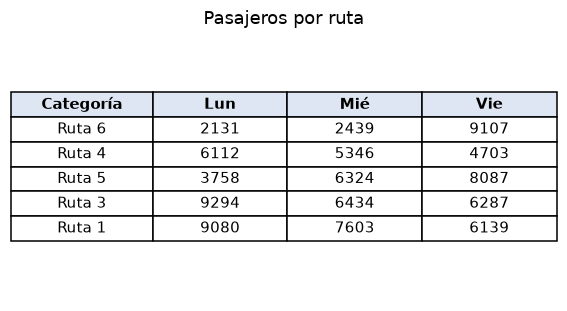 Pasajeros por ruta
Categoría Lun Mié Vie
Ruta 6 2131 2439 9107
Ruta 4 6112 5346 4703
Ruta 5 3758 6324 8087
Ruta 3 9294 6434 6287
Ruta 1 9080 7603 6139